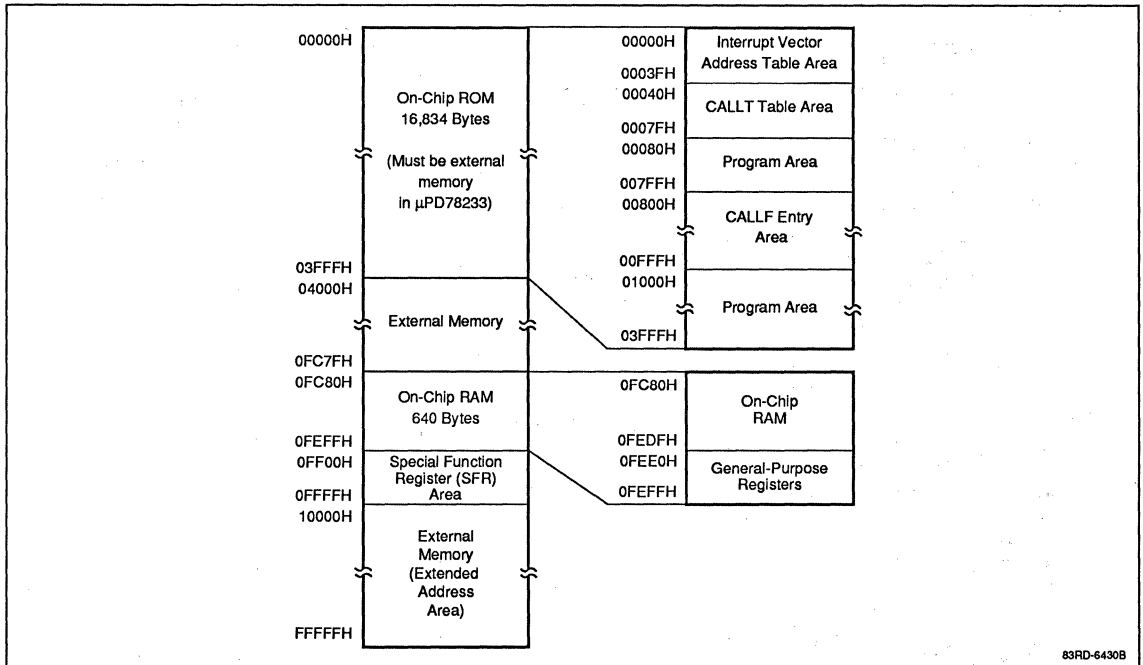 00000H
On-Chip ROM
16,834 Bytes
(Must be external
memory
in µPD78233)
03FFFH
04000H
External Memory
0FC7FH
0FC80H
On-Chip RAM
640 Bytes
0FEFFH
0FF00H
Special Function
Register (SFR)
Area
0FFFFH
10000H
External
Memory
(Extended
Address
Area)
FFFFFH
00000H
Interrupt Vector
Address Table Area
0003FH
00040H
CALLT Table Area
0007FH
00080H
Program Area
007FFH
00800H
CALLF Entry
Area
00FFFH
01000H
Program Area
03FFFH
0FC80H
On-Chip
RAM
0FEDFH
0FEE0H
General-Purpose
Registers
0FEFFH
83RD-6430B